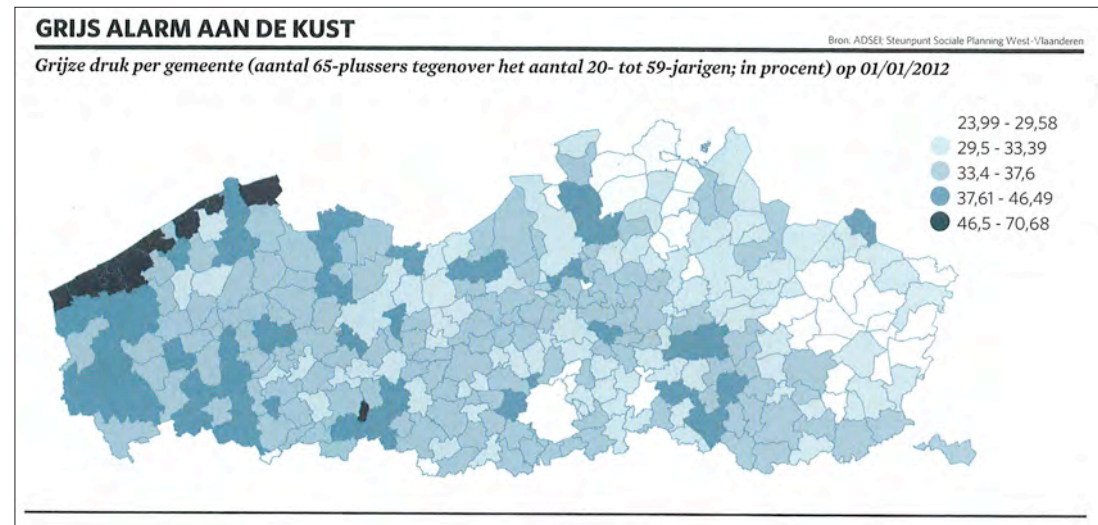 GRIJS ALARM AAN DE KUST
Bron: ADSEI; Steunpunt Sociale Planning West-Vlaanderen
Grijze druk per gemeente (aantal 65-plussers tegenover het aantal 20- tot 59-jarigen; in procent) op 01/01/2012
23,99 - 29,58
29,5 - 33,39
33,4 - 37,6
37,61 - 46,49
46,5 - 70,68